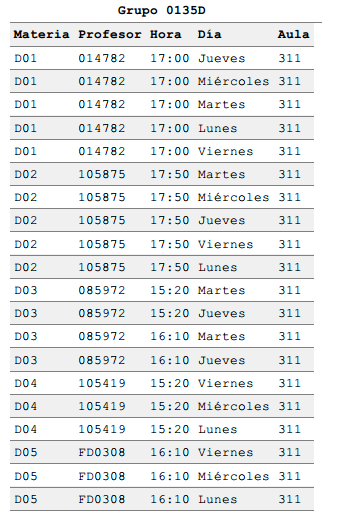 Grupo 0135D
Materia Profesor Hora Día Aula
D01 014782 17:00 Jueves 311
D01 014782 17:00 Miércoles 311
D01 014782 17:00 Martes 311
D01 014782 17:00 Lunes 311
D01 014782 17:00 Viernes 311
D02 105875 17:50 Martes 311
D02 105875 17:50 Miércoles 311
D02 105875 17:50 Jueves 311
D02 105875 17:50 Viernes 311
D02 105875 17:50 Lunes 311
D03 085972 15:20 Martes 311
D03 085972 15:20 Jueves 311
D03 085972 16:10 Martes 311
D03 085972 16:10 Jueves 311
D04 105419 15:20 Viernes 311
D04 105419 15:20 Miércoles 311
D04 105419 15:20 Lunes 311
D05 FD0308 16:10 Viernes 311
D05 FD0308 16:10 Miércoles 311
D05 FD0308 16:10 Lunes 311